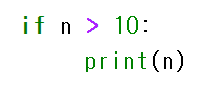 if n > 10:
    print(n)